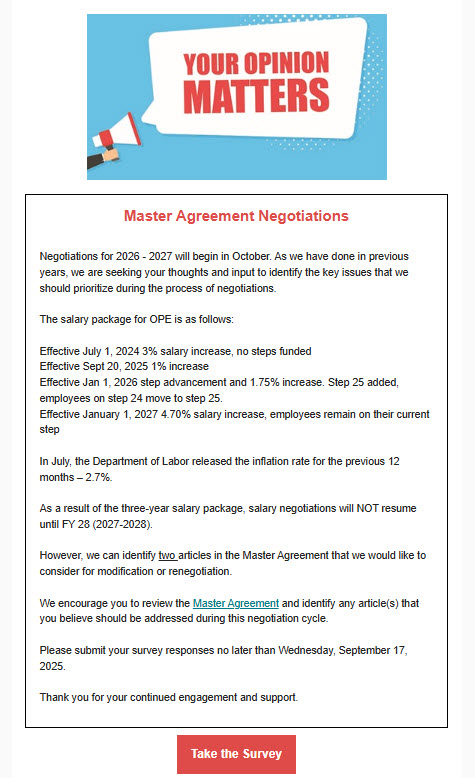 YOUR OPINION
MATTERS
Master Agreement Negotiations
Negotiations for 2026 - 2027 will begin in October. As we have done in previous
years, we are seeking your thoughts and input to identify the key issues that we
should prioritize during the process of negotiations.
The salary package for OPE is as follows:
Effective July 1, 2024 3% salary increase, no steps funded
Effective Sept 20, 2025 1% increase
Effective Jan 1, 2026 step advancement and 1.75% increase. Step 25 added,
employees on step 24 move to step 25.
Effective January 1, 2027 4.70% salary increase, employees remain on their current
step
In July, the Department of Labor released the inflation rate for the previous 12
months – 2.7%.
As a result of the three-year salary package, salary negotiations will NOT resume
until FY 28 (2027-2028).
However, we can identify two articles in the Master Agreement that we would like to
consider for modification or renegotiation.
We encourage you to review the Master Agreement and identify any article(s) that
you believe should be addressed during this negotiation cycle.
Please submit your survey responses no later than Wednesday, September 17,
2025.
Thank you for your continued engagement and support.
Take the Survey